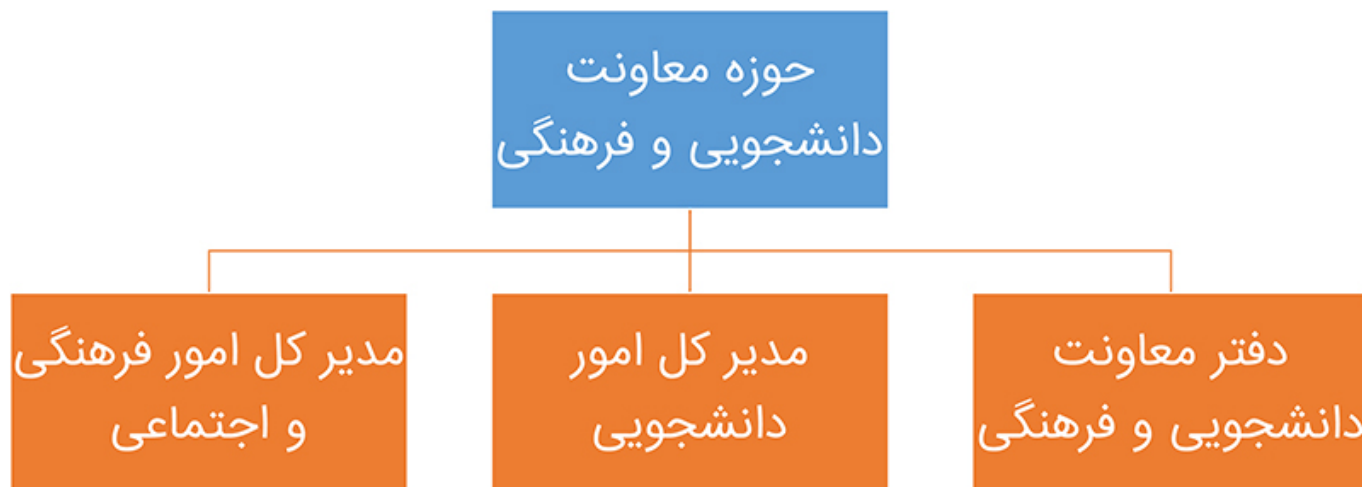 حوزه معاونت
دانشجویی و فرهنگی
دفتر معاونت
دانشجویی و فرهنگی
مدیر کل امور
دانشجویی
مدیر کل امور فرهنگی
و اجتماعی